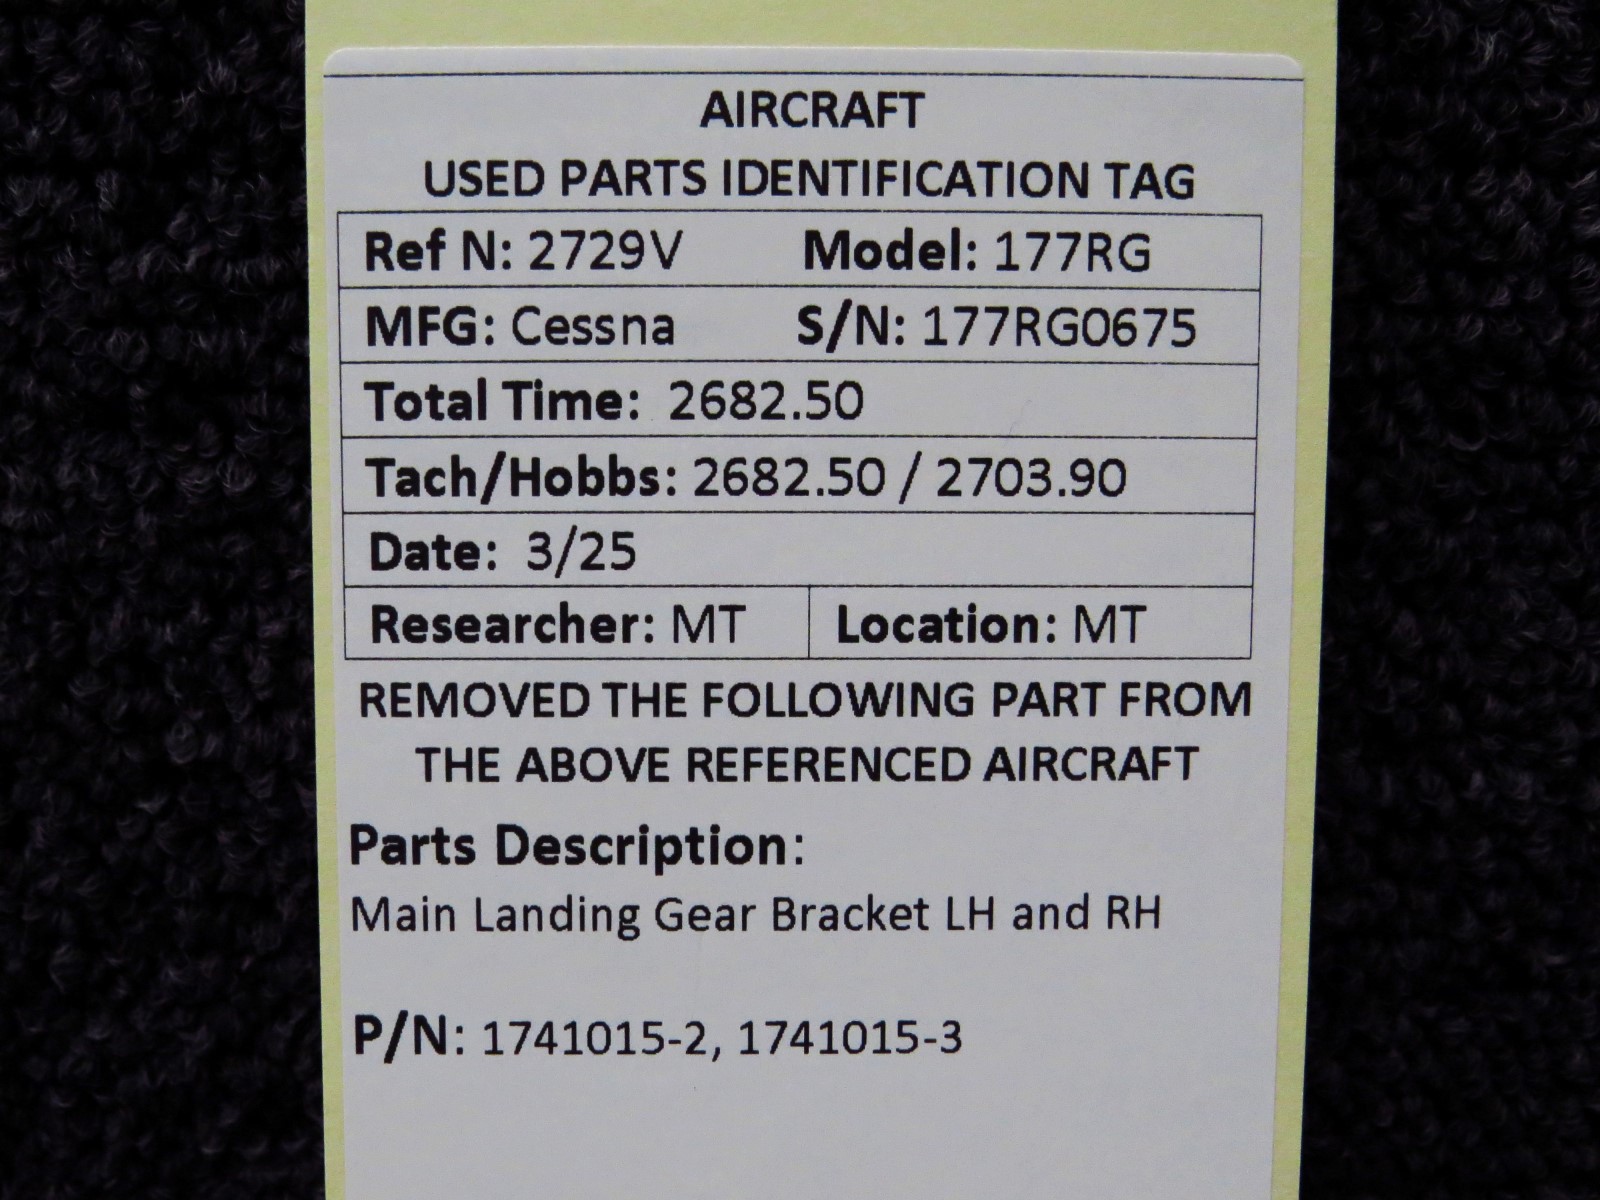 AIRCRAFT
USED PARTS IDENTIFICATION TAG
Ref N: 2729V Model: 177RG
MFG: Cessna S/N: 177RG0675
Total Time: 2682.50
Tach/Hobbs: 2682.50 / 2703.90
Date: 3/25
Researcher: MT Location: MT
REMOVED THE FOLLOWING PART FROM
THE ABOVE REFERENCED AIRCRAFT
Parts Description:
Main Landing Gear Bracket LH and RH
P/N: 1741015-2, 1741015-3